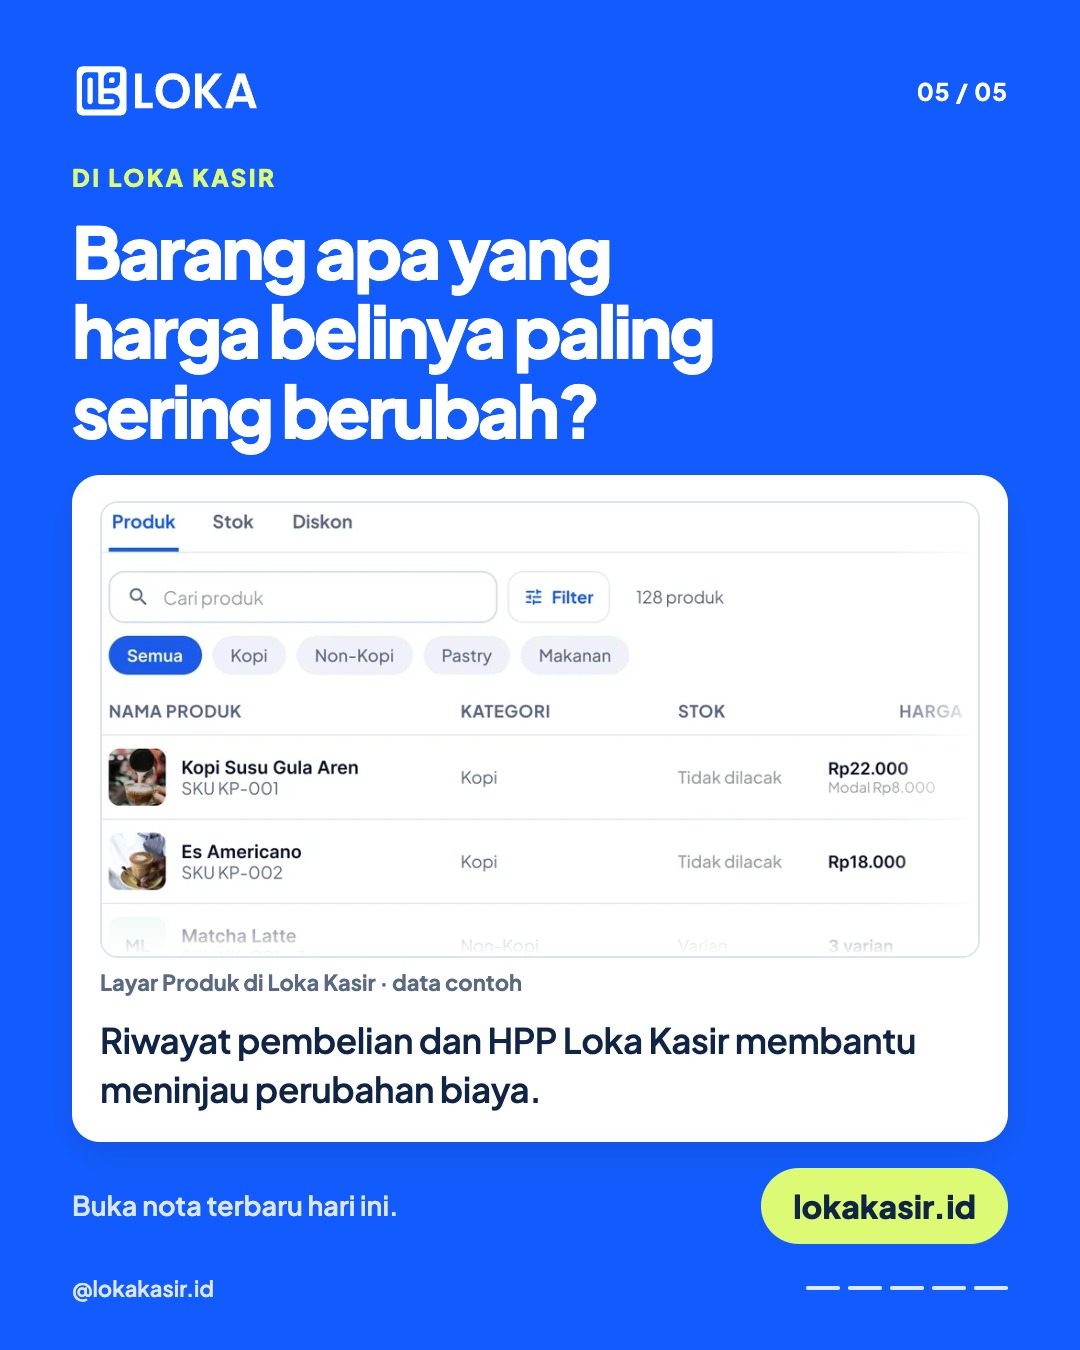 LOKA
05 / 05
DI LOKA KASIR
Barang apa yang
harga belinya paling
sering berubah?
Produk Stok Diskon
Cari produk Filter 128 produk
Semua Kopi Non-Kopi Pastry Makanan
NAMA PRODUK KATEGORI STOK HARGA
Kopi Susu Gula Aren Kopi Tidak dilacak Rp22.000
SKU KP-001 Modal Rp8.000
Es Americano Kopi Tidak dilacak Rp18.000
SKU KP-002
Matcha Latte
ML Non-Kopi Varian 3 varian
Layar Produk di Loka Kasir · data contoh
Riwayat pembelian dan HPP Loka Kasir membantu
meninjau perubahan biaya.
Buka nota terbaru hari ini.
lokakasir.id
@lokakasir.id